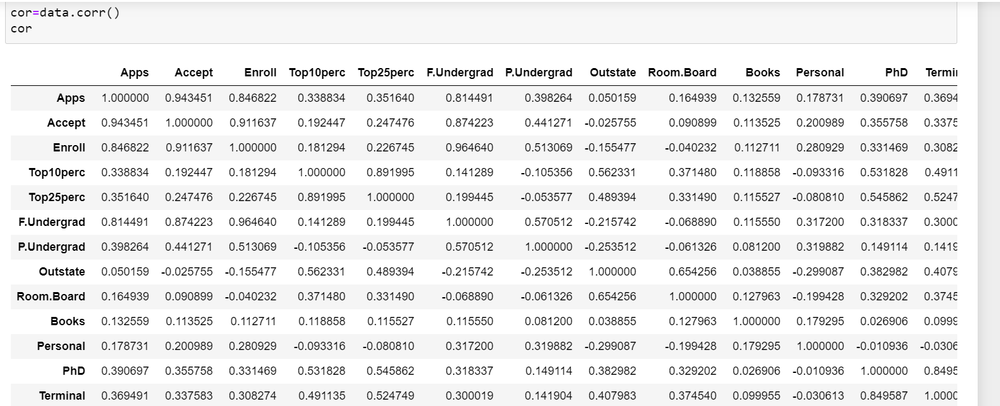 cor=data.corr()
cor
Apps Accept Enroll Top10perc Top25perc F.Undergrad P.Undergrad Outstate Room.Board Books Personal PhD Termi
Apps 1.000000 0.943451 0.846822 0.338834 0.351640 0.814491 0.398264 0.050159 0.164939 0.132559 0.178731 0.390697 0.3694
Accept 0.943451 1.000000 0.911637 0.192447 0.247476 0.874223 0.441271 -0.025755 0.090899 0.113525 0.200989 0.355758 0.3375
Enroll 0.846822 0.911637 1.000000 0.181294 0.226745 0.964640 0.513069 -0.155477 -0.040232 0.112711 0.280929 0.331469 0.3082
Top10perc 0.338834 0.192447 0.181294 1.000000 0.891995 0.141289 -0.105356 0.562331 0.371480 0.118858 -0.093316 0.531828 0.4911
Top25perc 0.351640 0.247476 0.226745 0.891995 1.000000 0.199445 -0.053577 0.489394 0.331490 0.115527 -0.080810 0.545862 0.5247
F.Undergrad 0.814491 0.874223 0.964640 0.141289 0.199445 1.000000 0.570512 -0.215742 -0.068890 0.115550 0.317200 0.318337 0.3000
P.Undergrad 0.398264 0.441271 0.513069 -0.105356 -0.053577 0.570512 1.000000 -0.253512 -0.061326 0.081200 0.319882 0.149114 0.1419
Outstate 0.050159 -0.025755 -0.155477 0.562331 0.489394 -0.215742 -0.253512 1.000000 0.654256 0.038855 -0.299087 0.382982 0.4079
Room.Board 0.164939 0.090899 -0.040232 0.371480 0.331490 -0.068890 -0.061326 0.654256 1.000000 0.127963 -0.199428 0.329202 0.3745
Books 0.132559 0.113525 0.112711 0.118858 0.115527 0.115550 0.081200 0.038855 0.127963 1.000000 0.179295 0.026906 0.0999
Personal 0.178731 0.200989 0.280929 -0.093316 -0.080810 0.317200 0.319882 -0.299087 -0.199428 0.179295 1.000000 -0.010936 -0.0306
PhD 0.390697 0.355758 0.331469 0.531828 0.545862 0.318337 0.149114 0.382982 0.329202 0.026906 -0.010936 1.000000 0.8495
Terminal 0.369491 0.337583 0.308274 0.491135 0.524749 0.300019 0.141904 0.407983 0.374540 0.099955 -0.030613 0.849587 1.0000